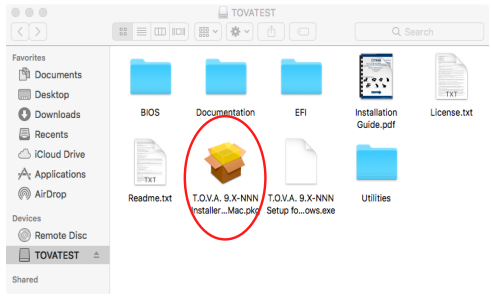 TOVATEST
Search
Favorites
Documents
Desktop
Downloads
Recents
iCloud Drive
Applications
AirDrop
Devices
Remote Disc
TOVATEST
Shared
BIOS
Documentation
EFI
Installation
Guide.pdf
TXT
License.txt
TXT
Readme.txt
T.O.V.A. 9.X-NNN
Installer...Mac.pkg
T.O.V.A. 9.X-NNN
Setup fo...ows.exe
Utilities